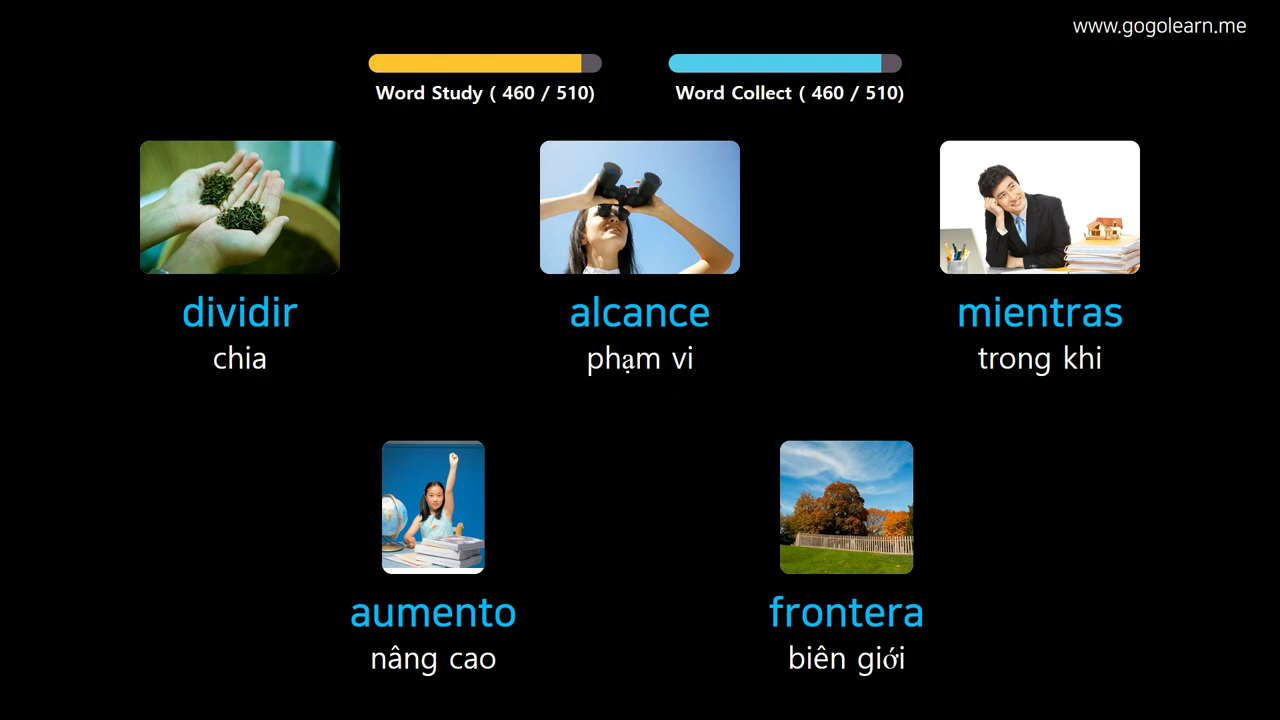 www.gogolearn.me
Word Study ( 460 / 510)
Word Collect ( 460 / 510)
dividir
chia
alcance
phạm vi
mientras
trong khi
aumento
nâng cao
frontera
biên giới